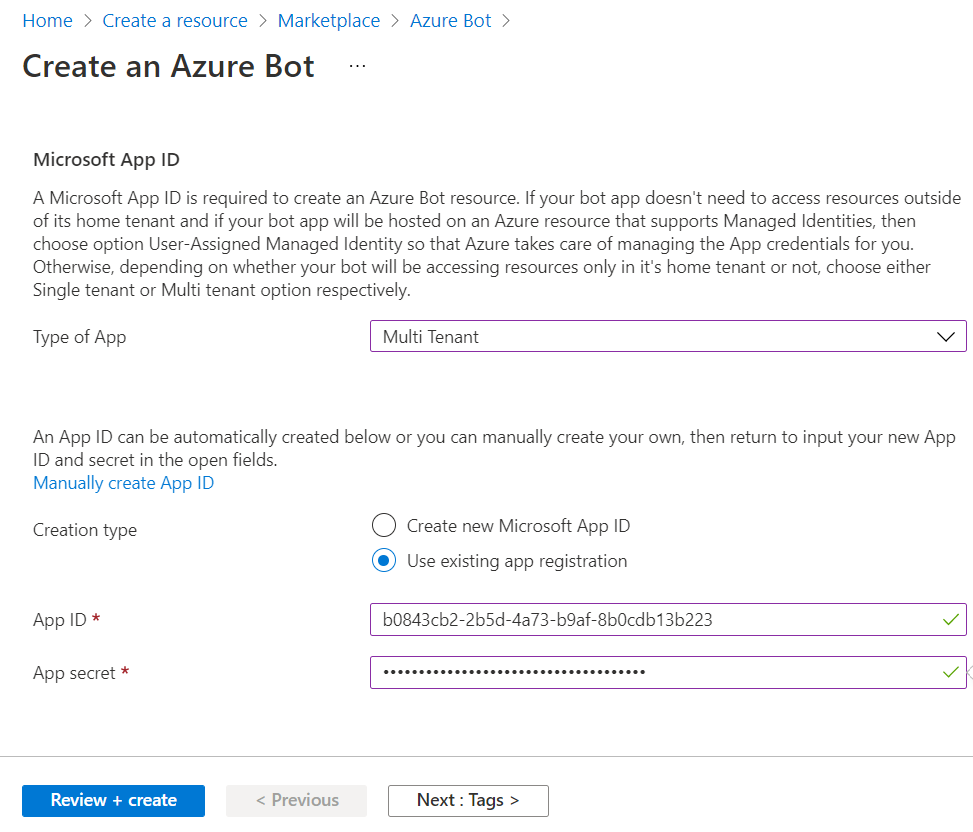 Home > Create a resource > Marketplace > Azure Bot >
Create an Azure Bot ...
Microsoft App ID
A Microsoft App ID is required to create an Azure Bot resource. If your bot app doesn't need to access resources outside
of its home tenant and if your bot app will be hosted on an Azure resource that supports Managed Identities, then
choose option User-Assigned Managed Identity so that Azure takes care of managing the App credentials for you.
Otherwise, depending on whether your bot will be accessing resources only in it's home tenant or not, choose either
Single tenant or Multi tenant option respectively.
Type of App Multi Tenant
An App ID can be automatically created below or you can manually create your own, then return to input your new App
ID and secret in the open fields.
Manually create App ID
Creation type
Create new Microsoft App ID
Use existing app registration
App ID * b0843cb2-2b5d-4a73-b9af-8b0cdb13b223
App secret * •••••••••••••••••••••••••••••••••••••
Review + create < Previous Next : Tags >